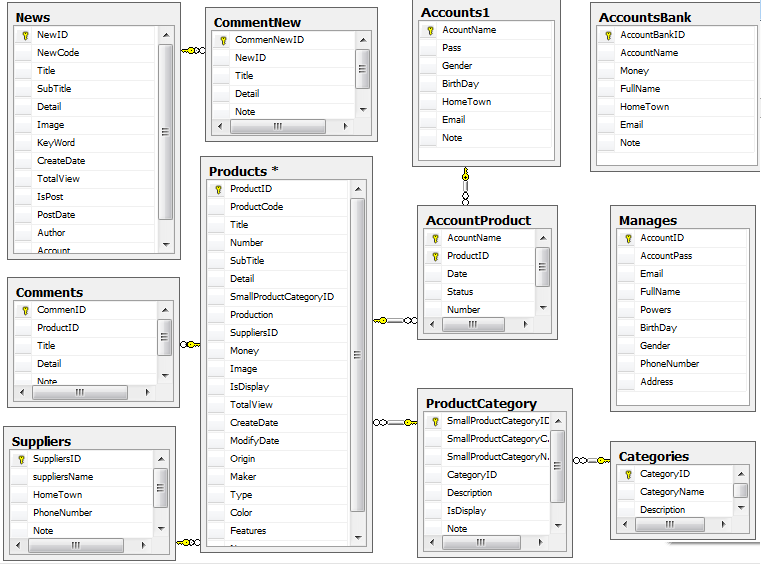 News
NewID
NewCode
Title
SubTitle
Detail
Image
KeyWord
CreateDate
TotalView
IsPost
PostDate
Author
Account
CommentNew
CommenNewID
NewID
Title
Detail
Note
Accounts1
AcountName
Pass
Gender
BirthDay
HomeTown
Email
Note
AccountsBank
AccountBankID
AccountName
Money
FullName
HomeTown
Email
Note
Products *
ProductID
ProductCode
Title
Number
SubTitle
Detail
SmallProductCategoryID
Production
SuppliersID
Money
Image
IsDisplay
TotalView
CreateDate
ModifyDate
Origin
Maker
Type
Color
Features
AccountProduct
AcountName
ProductID
Date
Status
Number
Manages
AccountID
AccountPass
Email
FullName
Powers
BirthDay
Gender
PhoneNumber
Address
Comments
CommenID
ProductID
Title
Detail
Note
ProductCategory
SmallProductCategoryID
SmallProductCategoryC...
SmallProductCategoryN...
CategoryID
Description
IsDisplay
Note
Suppliers
SuppliersID
suppliersName
HomeTown
PhoneNumber
Note
Categories
CategoryID
CategoryName
Description